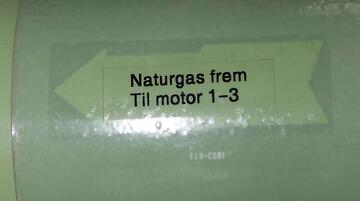 Naturgas frem
Til motor 1-3